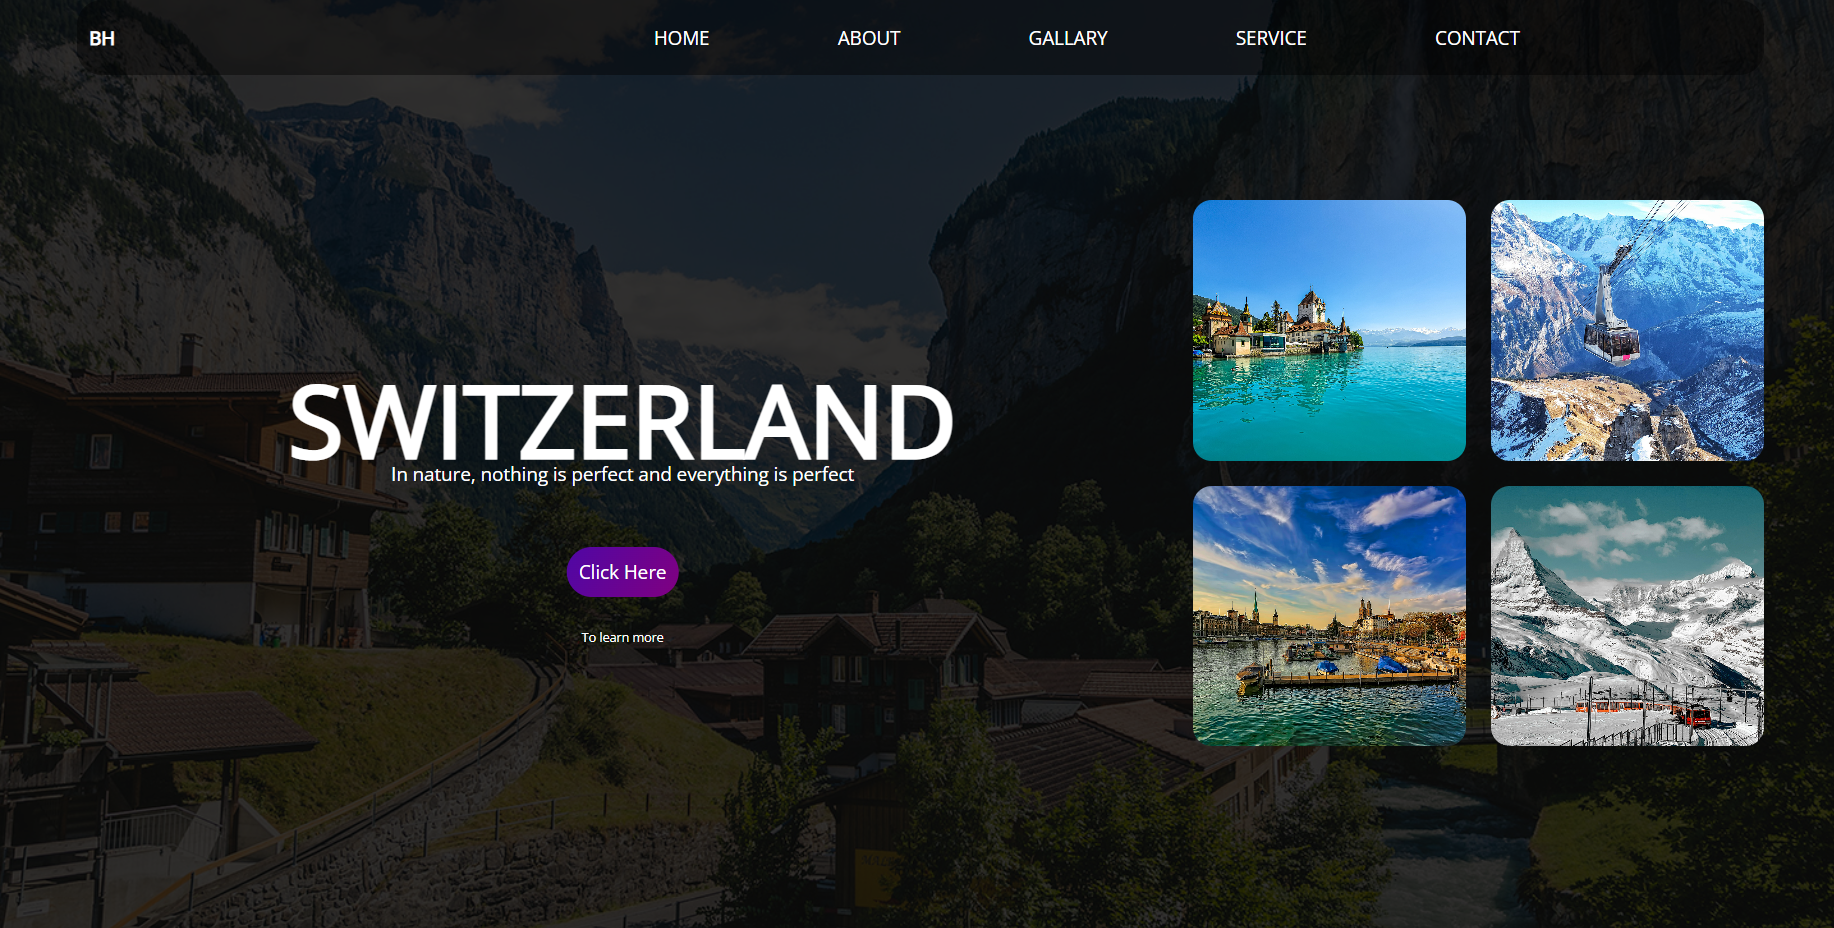 BH
HOME ABOUT GALLARY SERVICE CONTACT
SWITZERLAND
In nature, nothing is perfect and everything is perfect
Click Here
To learn more